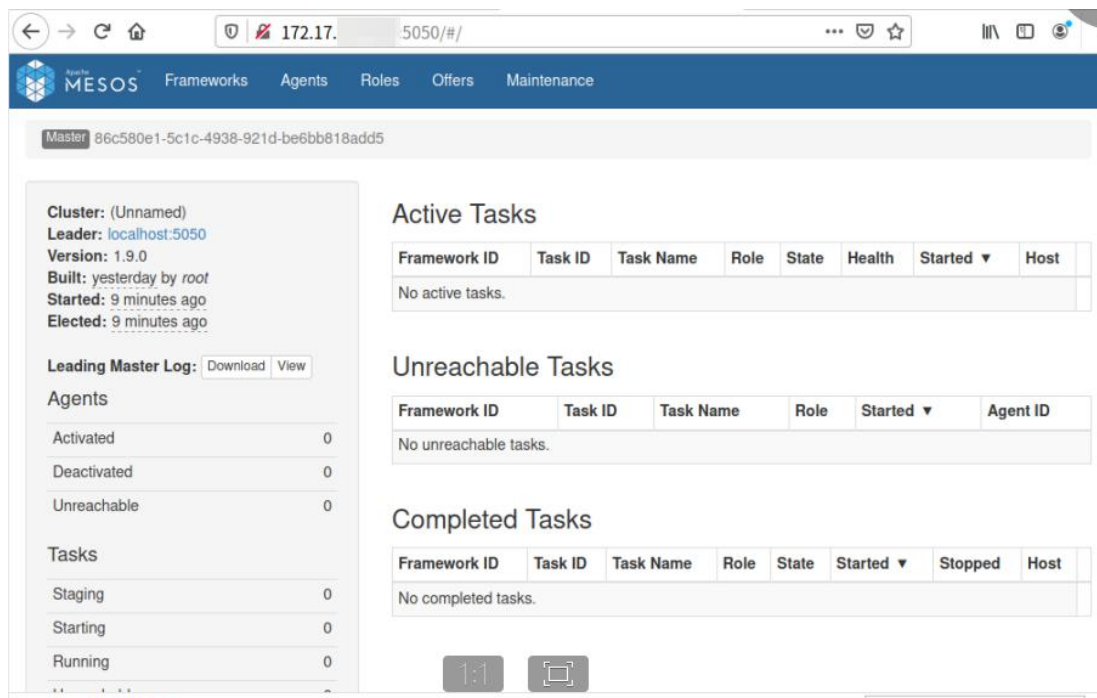 172.17. :5050/#/
Apache
MESOS Frameworks Agents Roles Offers Maintenance
Master 86c580e1-5c1c-4938-921d-be6bb818add5
Cluster: (Unnamed)
Leader: localhost:5050
Version: 1.9.0
Built: yesterday by root
Started: 9 minutes ago
Elected: 9 minutes ago
Leading Master Log: Download View
Agents
Activated 0
Deactivated 0
Unreachable 0
Tasks
Staging 0
Starting 0
Running 0
Active Tasks
Framework ID Task ID Task Name Role State Health Started ▼ Host
No active tasks.
Unreachable Tasks
Framework ID Task ID Task Name Role Started ▼ Agent ID
No unreachable tasks.
Completed Tasks
Framework ID Task ID Task Name Role State Started ▼ Stopped Host
No completed tasks.
1:1